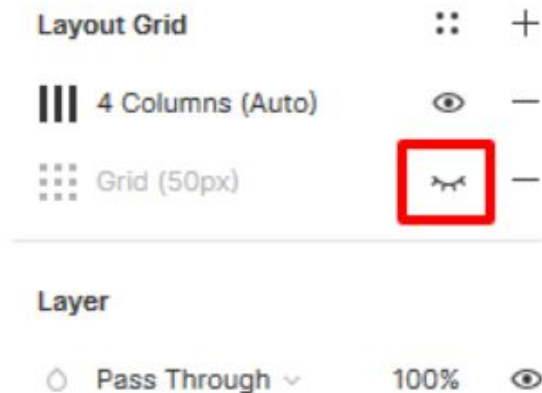 Layout Grid
4 Columns (Auto)
Grid (50px)
Layer
Pass Through 100%